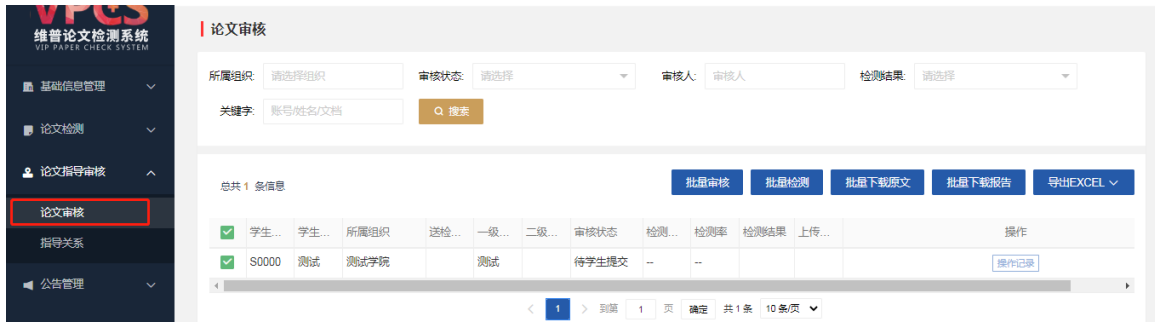 VPCS
维普论文检测系统
VIP PAPER CHECK SYSTEM
基础信息管理
论文检测
论文指导审核
论文审核
指导关系
公告管理
论文审核
所属组织: 请选择组织 审核状态: 请选择 审核人: 审核人 检测结果: 请选择
关键字: 账号/姓名/文档 搜索
总共 1 条信息 批量审核 批量检测 批量下载原文 批量下载报告 导出EXCEL
学生... 学生... 所属组织 送检... 一级... 二级... 审核状态 检测... 检测率 检测结果 上传... 操作
S0000 测试 测试学院 测试 待学生提交 -- -- 操作记录
1 到第 1 页 确定 共 1 条 10 条/页